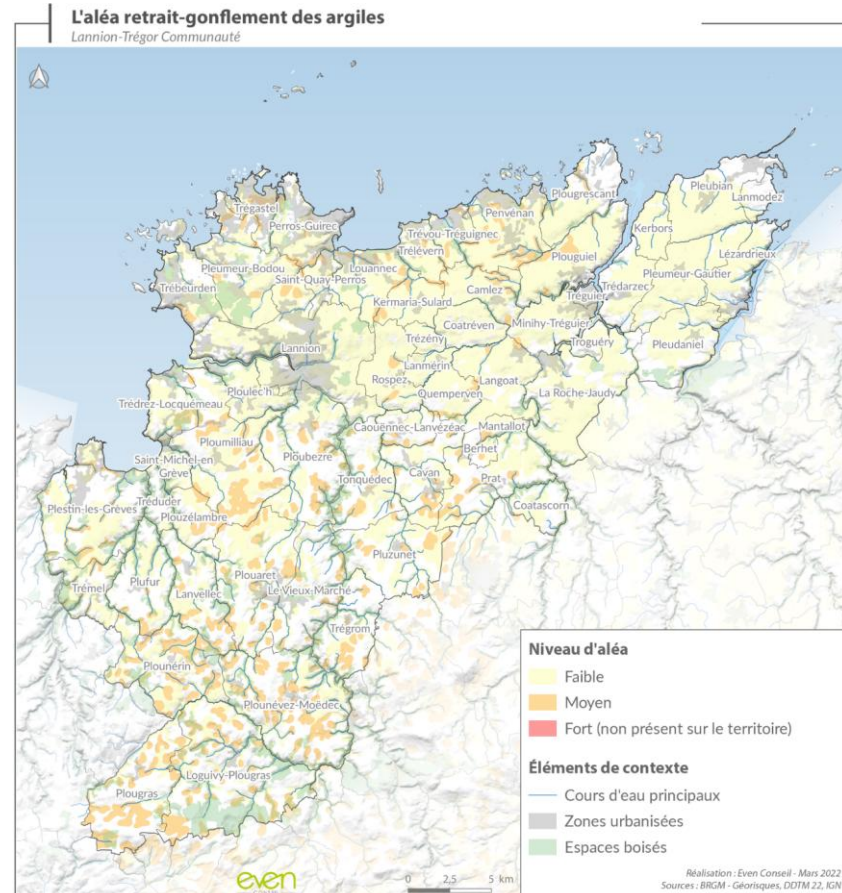 L'aléa retrait-gonflement des argiles
Lannion-Trégor Communauté
Plougrescant
Pleubian
Lanmodez
Trégastel
Perros-Guirec
Penvénan
Trévou-Tréguignec
Kerbors
Trélévern
Plouguiel
Lézardrieux
Pleumeur-Bodou
Louannec
Pleumeur-Gautier
Saint-Quay-Perros
Trébeurden
Camlez
Trédarzec
Tréguier
Kermaria-Sulard
Coatréven
Minihy-Tréguier
Trézény
Troguéry
Pleudaniel
Lannion
Lanmérin
Rospez
Langoat
Quemperven
La Roche-Jaudy
Ploulec'h
Trédrez-Locquémeau
Caouënnec-Lanvézéac
Mantallot
Ploumilliau
Berhet
Ploubezre
Saint-Michel-en
Grève
Cavan
Tonquédec
Prat
Tréduder
Plestin-les-Grèves
Coatascorn
Plouzélambre
Pluzunet
Plufur
Plouaret
Trémel
Lanvellec
Le Vieux-Marché
Trégrom
Plounérin
Plounévez-Moëdec
Loguivy-Plougras
Plougras
Niveau d'aléa
Faible
Moyen
Fort (non présent sur le territoire)
Éléments de contexte
Cours d'eau principaux
Zones urbanisées
Espaces boisés
even
0 2,5 5 km
Réalisation : Even Conseil - Mars 2022
Sources : BRGM - Géorisques, DDTM 22, IGN